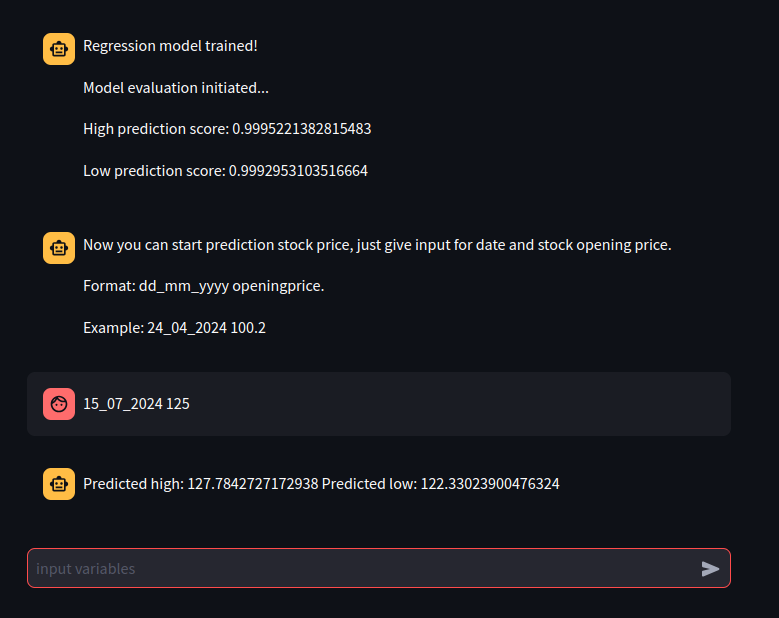 Regression model trained!
Model evaluation initiated...
High prediction score: 0.9995221382815483
Low prediction score: 0.9992953103516664
Now you can start prediction stock price, just give input for date and stock opening price.
Format: dd_mm_yyyy openingprice.
Example: 24_04_2024 100.2
15_07_2024 125
Predicted high: 127.7842727172938 Predicted low: 122.33023900476324
input variables